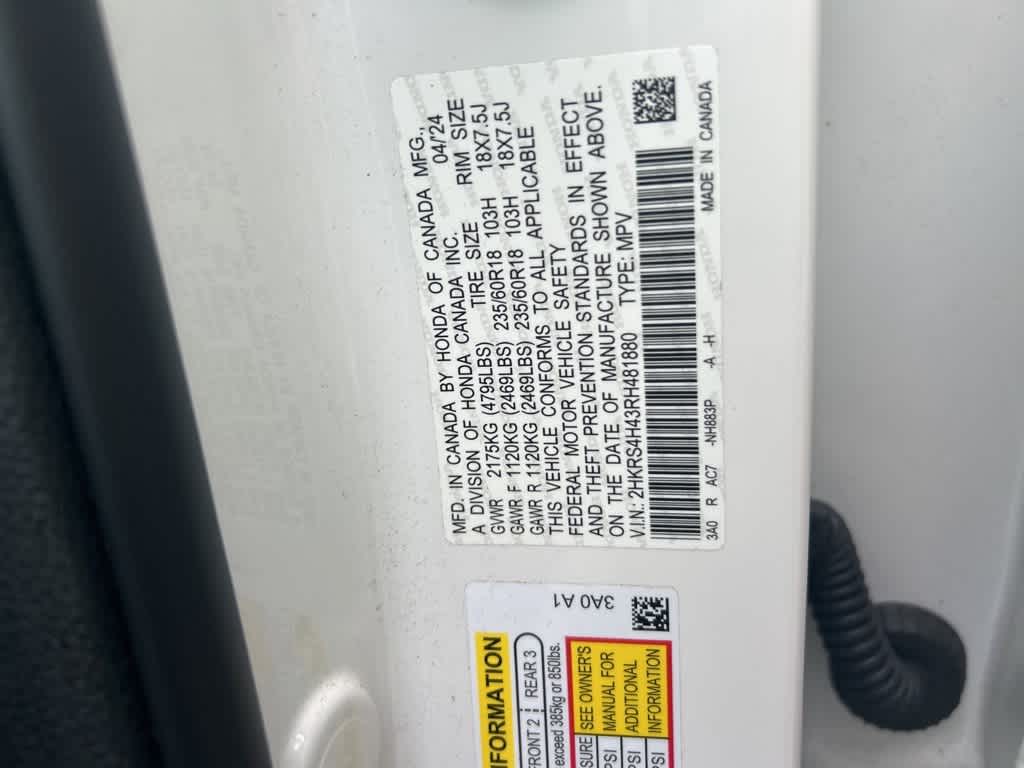 MFD. IN CANADA BY HONDA OF CANADA MFG.,
A DIVISION OF HONDA CANADA INC. 04/'24
TIRE SIZE RIM SIZE
GVWR 2175KG (4795LBS)
GAWR F 1120KG (2469LBS) 235/60R18 103H 18X7.5J
GAWR R 1120KG (2469LBS) 235/60R18 103H 18X7.5J
THIS VEHICLE CONFORMS TO ALL APPLICABLE
FEDERAL MOTOR VEHICLE SAFETY
AND THEFT PREVENTION STANDARDS IN EFFECT
ON THE DATE OF MANUFACTURE SHOWN ABOVE.
V.I.N.: 2HKRS4H43RH481880 TYPE: MPV
3A0 R AC7 -NH883P -A -H MADE IN CANADA
3A0 A1
INFORMATION
FRONT 2 REAR 3
exceed 385kg or 850lbs.
SURE SEE OWNER'S
PSI MANUAL FOR
PSI ADDITIONAL
PSI INFORMATION